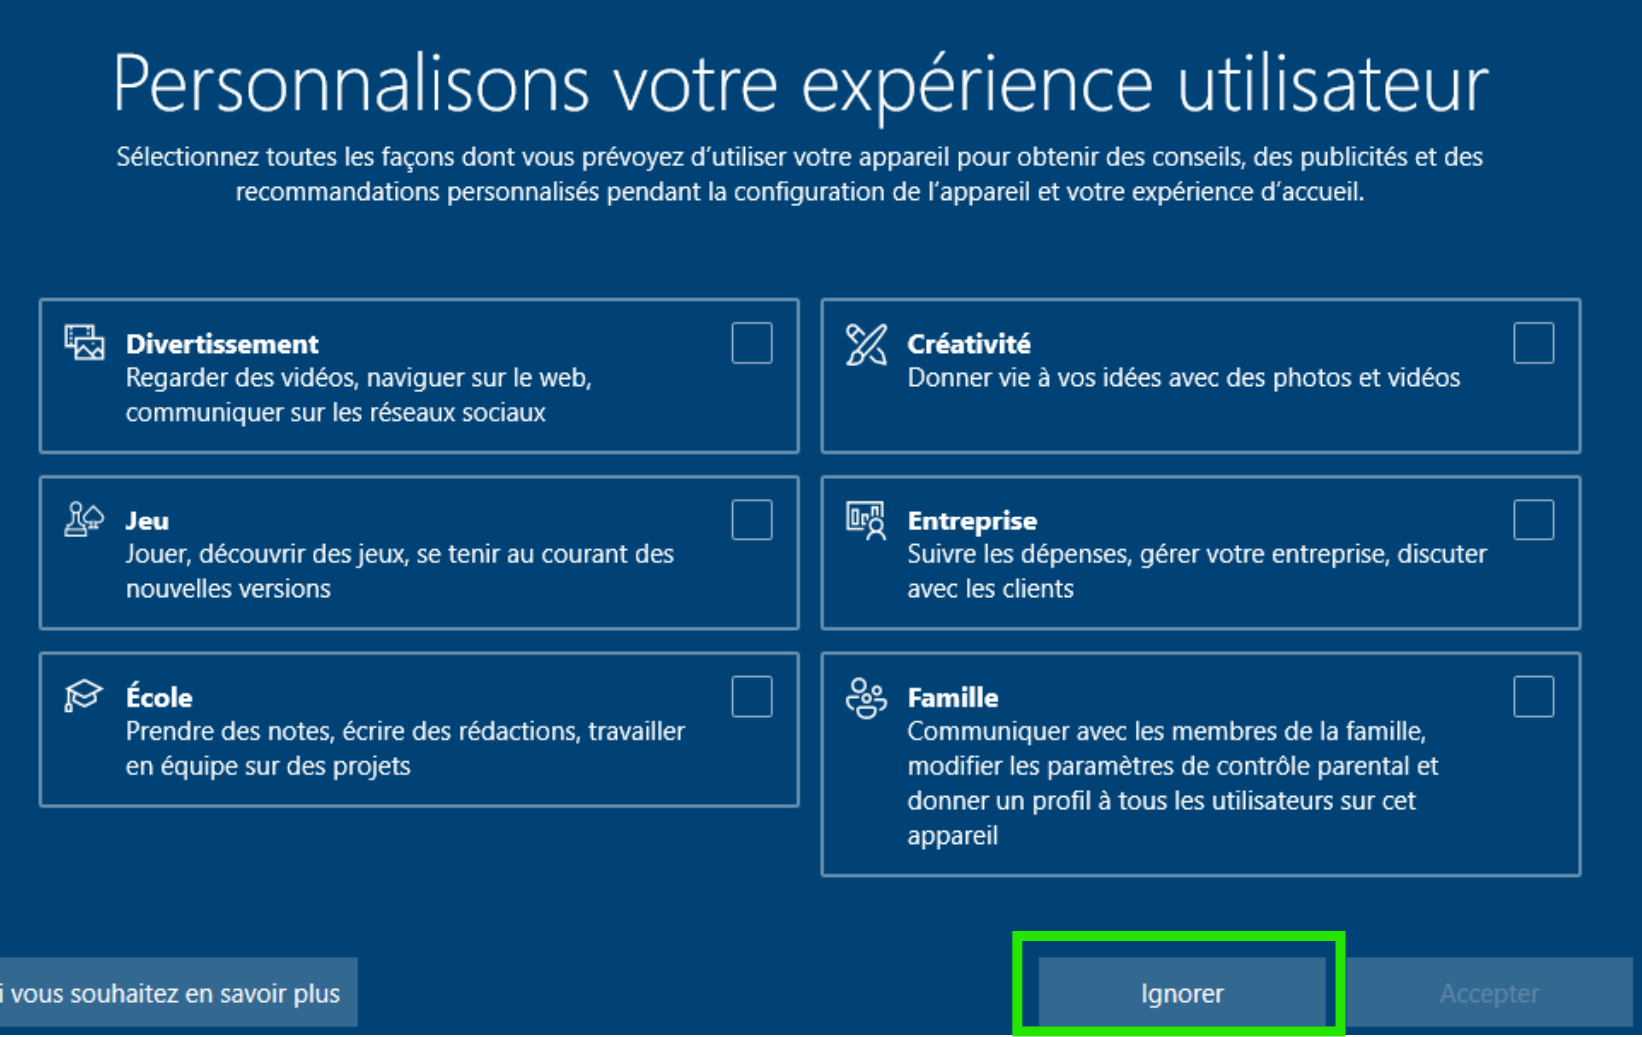 Personnalisons votre expérience utilisateur
Sélectionnez toutes les façons dont vous prévoyez d'utiliser votre appareil pour obtenir des conseils, des publicités et des
recommandations personnalisés pendant la configuration de l'appareil et votre expérience d'accueil.
Divertissement
Regarder des vidéos, naviguer sur le web,
communiquer sur les réseaux sociaux
Créativité
Donner vie à vos idées avec des photos et vidéos
Jeu
Jouer, découvrir des jeux, se tenir au courant des
nouvelles versions
Entreprise
Suivre les dépenses, gérer votre entreprise, discuter
avec les clients
École
Prendre des notes, écrire des rédactions, travailler
en équipe sur des projets
Famille
Communiquer avec les membres de la famille,
modifier les paramètres de contrôle parental et
donner un profil à tous les utilisateurs sur cet
appareil
i vous souhaitez en savoir plus
Ignorer
Accepter